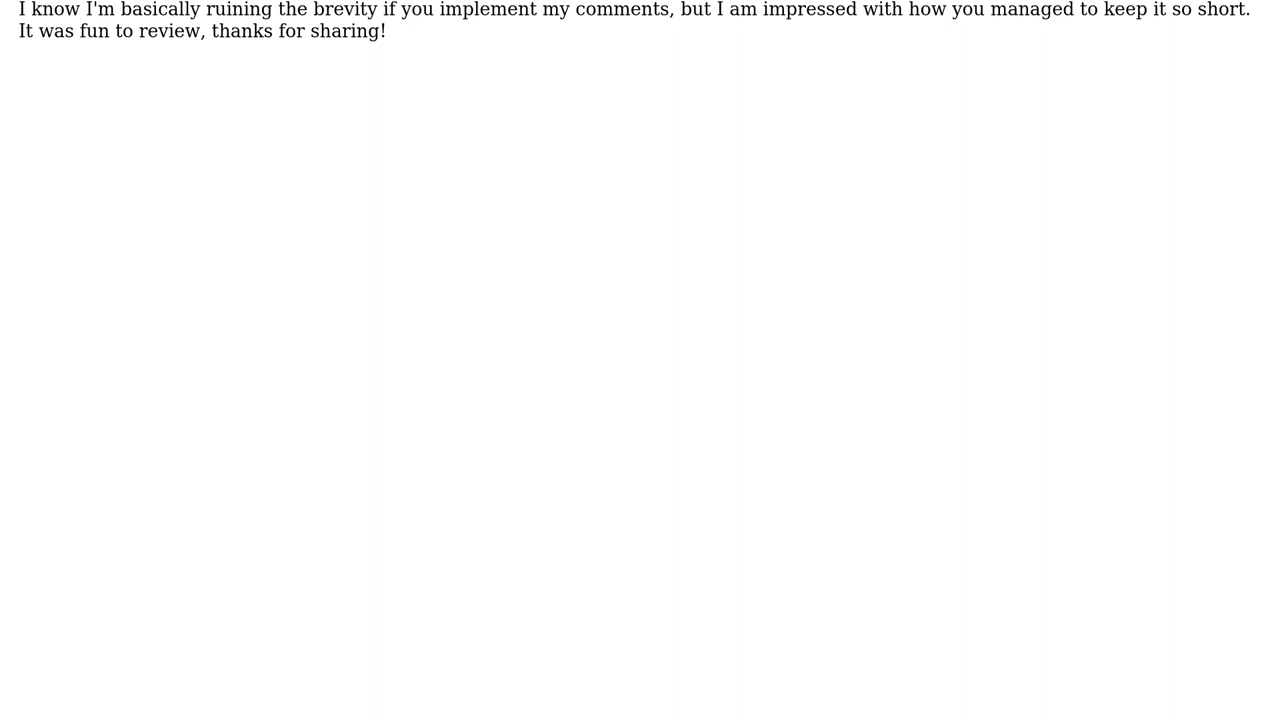 I know I'm basically ruining the brevity if you implement my comments, but I am impressed with how you managed to keep it so short.
It was fun to review, thanks for sharing!